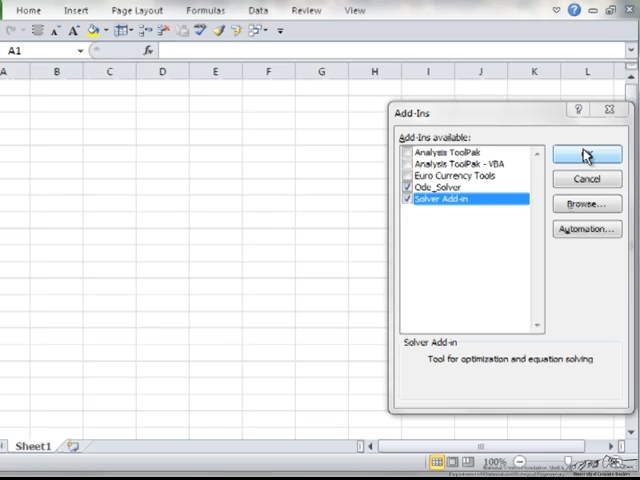 Home Insert Page Layout Formulas Data Review View
A1 fx
A B C D E F G H I J K L
Add-Ins
Add-Ins available:
Analysis ToolPak
Analysis ToolPak - VBA
Euro Currency Tools
Ode_Solver
Solver Add-in
Cancel
Browse...
Automation...
Solver Add-in
Tool for optimization and equation solving
Sheet1
100%